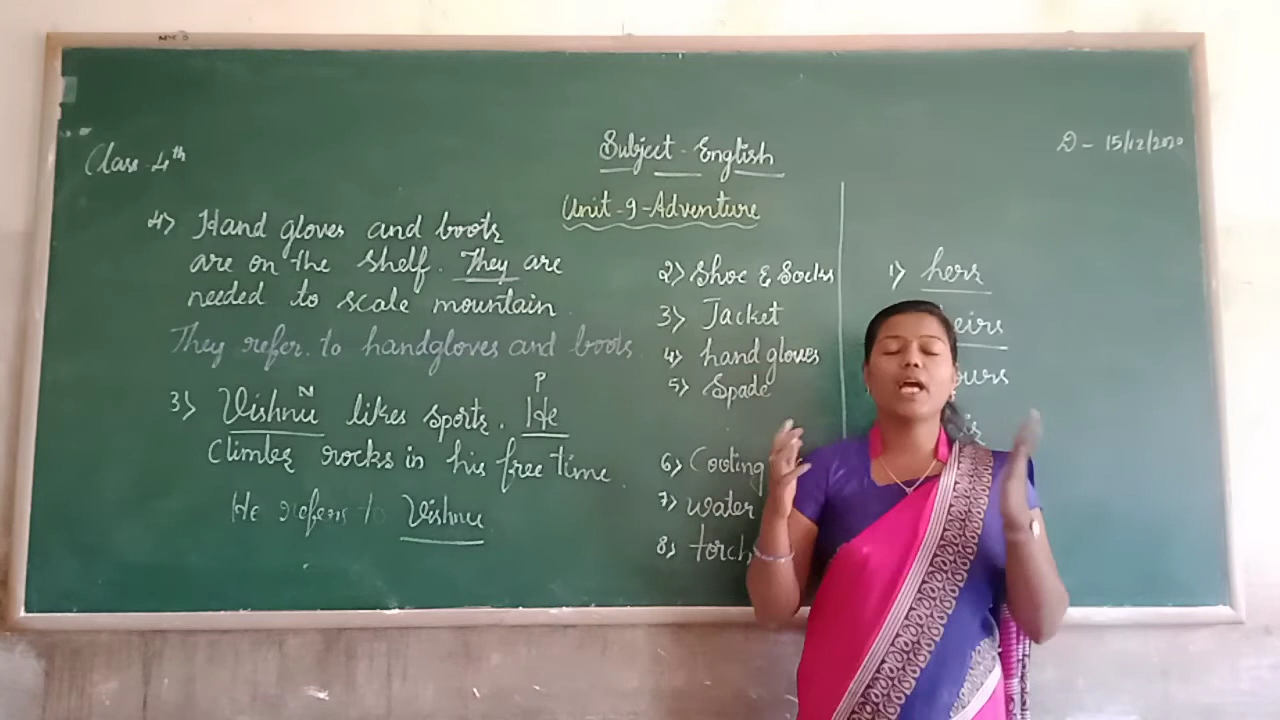 Class - 4th
Subject - English
D - 15/12/2020
Unit - 9 - Adventure
4) Hand gloves and boots
are on the shelf. They are
needed to scale mountain
They refer to handgloves and boots.
N
3) Vishnu likes sports. He
P
Climbs rocks in his free time.
He refers to Vishnu
2) Shoe & Socks
3) Jacket
4) hand gloves
5) Spade
6) Cooting
7) water
8) torch
1) hers
eirs
ours